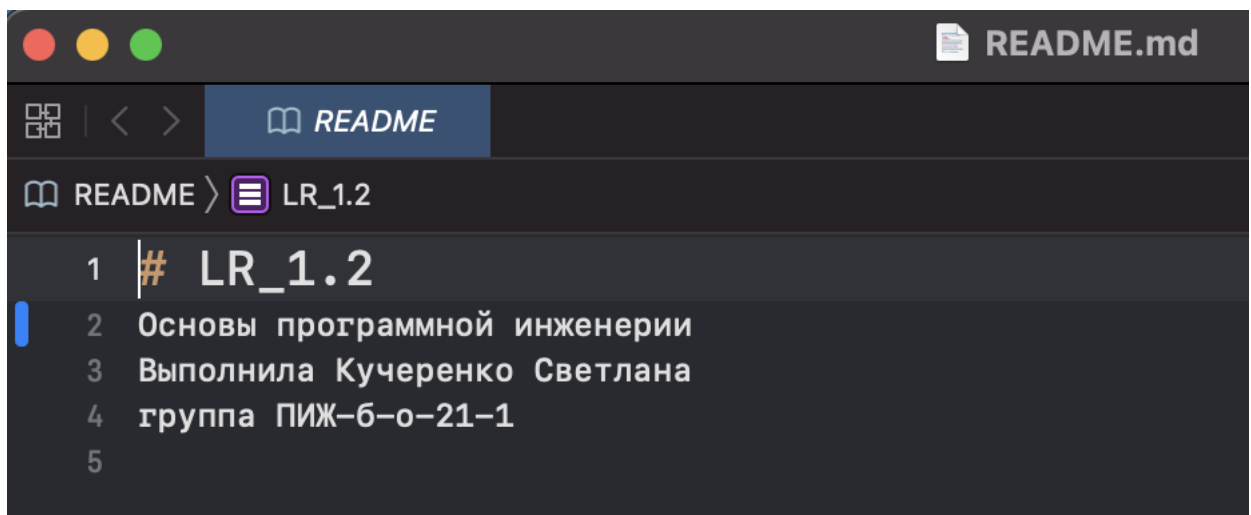 README.md
README
README 〉 LR_1.2
1 # LR_1.2
2 Основы программной инженерии
3 Выполнила Кучеренко Светлана
4 группа ПИЖ-б-о-21-1
5